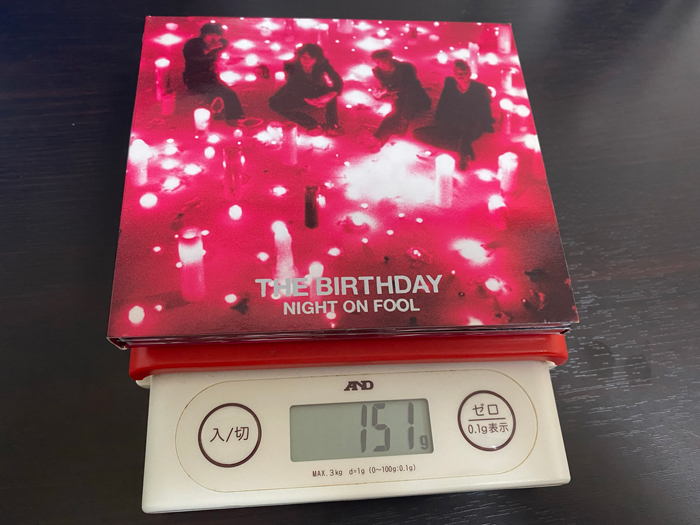 THE BIRTHDAY
NIGHT ON FOOL
AND
入/切
151g
ゼロ
0.1g表示
MAX.3kg d=1g (0～100g:0.1g)